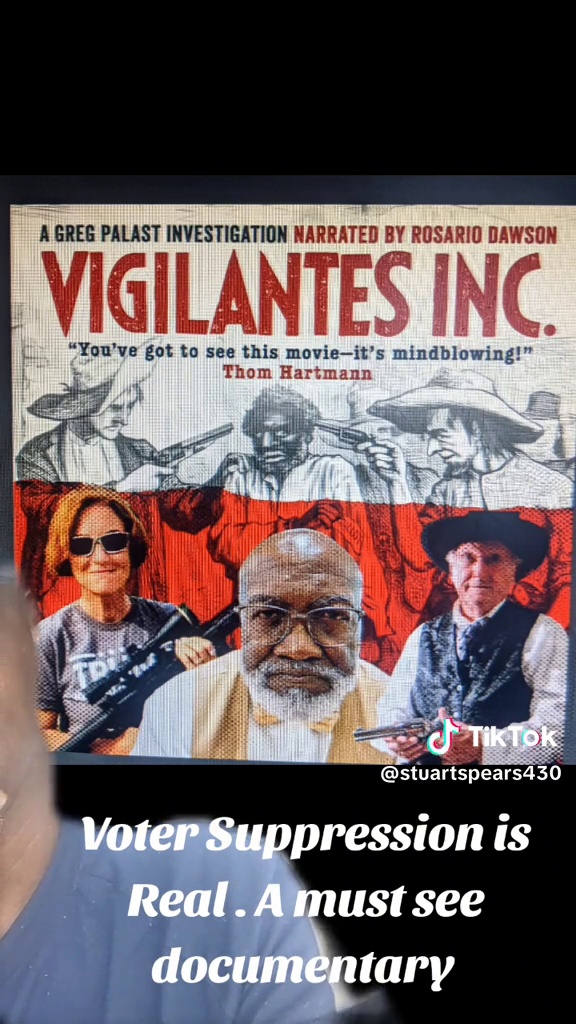 A GREG PALAST INVESTIGATION NARRATED BY ROSARIO DAWSON
VIGILANTES INC.
“You’ve got to see this movie—it’s mindblowing!”
Thom Hartmann
TikTok
@stuartspears430
Voter Suppression is
Real . A must see
documentary